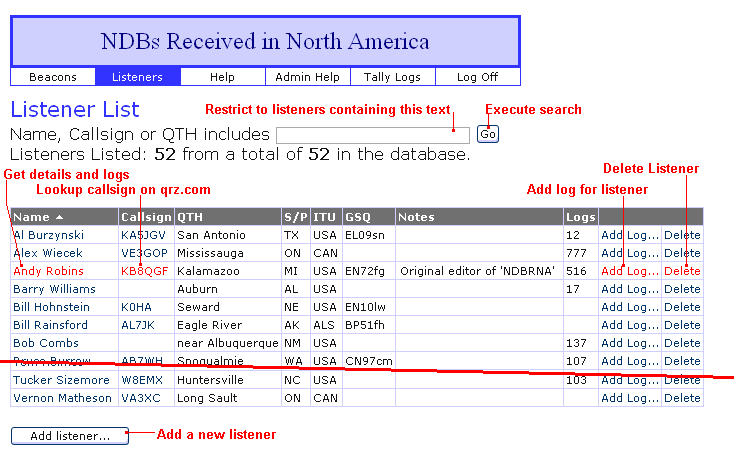 NDBs Received in North America
Beacons Listeners Help Admin Help Tally Logs Log Off
Listener List
Restrict to listeners containing this text Execute search
Name, Callsign or QTH includes Go
Listeners Listed: 52 from a total of 52 in the database.
Get details and logs Delete Listener
Lookup callsign on qrz.com Add log for listener
Name Callsign QTH S/P ITU GSQ Notes Logs
Al Burzynski KA5JGV San Antonio TX USA EL09sn 12 Add Log... Delete
Alex Wiecek VE3GOP Mississauga ON CAN 777 Add Log... Delete
Andy Robins KB8QGF Kalamazoo MI USA EN72fg Original editor of 'NDBRNA' 516 Add Log... Delete
Barry Williams Auburn AL USA 17 Add Log... Delete
Bill Hohnstein K0HA Seward NE USA EN10lw Add Log... Delete
Bill Rainsford AL7JK Eagle River AK ALS BP51fh Add Log... Delete
Bob Combs near Albuquerque NM USA 137 Add Log... Delete
Burrow AB7WH Snoqualmie WA USA CN97cm 107 Add Log... Delete
Tucker Sizemore W8EMX Huntersville NC USA 103 Add Log... Delete
Vernon Matheson VA3XC Long Sault ON CAN Add Log... Delete
Add listener... Add a new listener